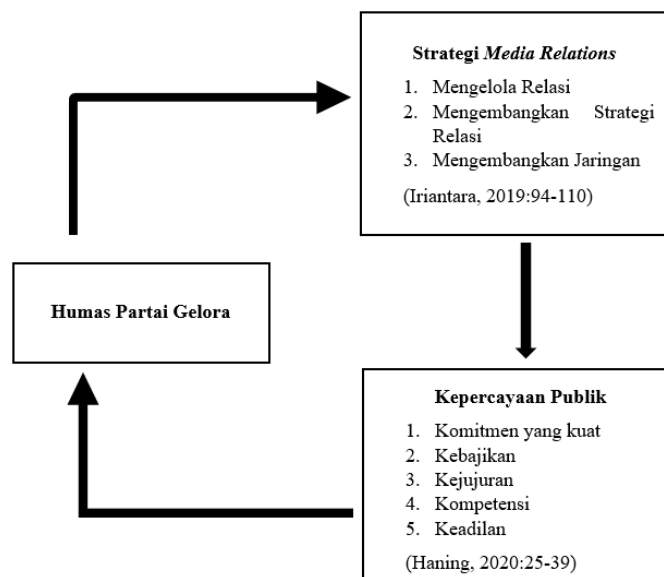 Strategi Media Relations
1. Mengelola Relasi
2. Mengembangkan Strategi
Relasi
3. Mengembangkan Jaringan
(Iriantara, 2019:94-110)
Humas Partai Gelora
Kepercayaan Publik
1. Komitmen yang kuat
2. Kebajikan
3. Kejujuran
4. Kompetensi
5. Keadilan
(Haning, 2020:25-39)